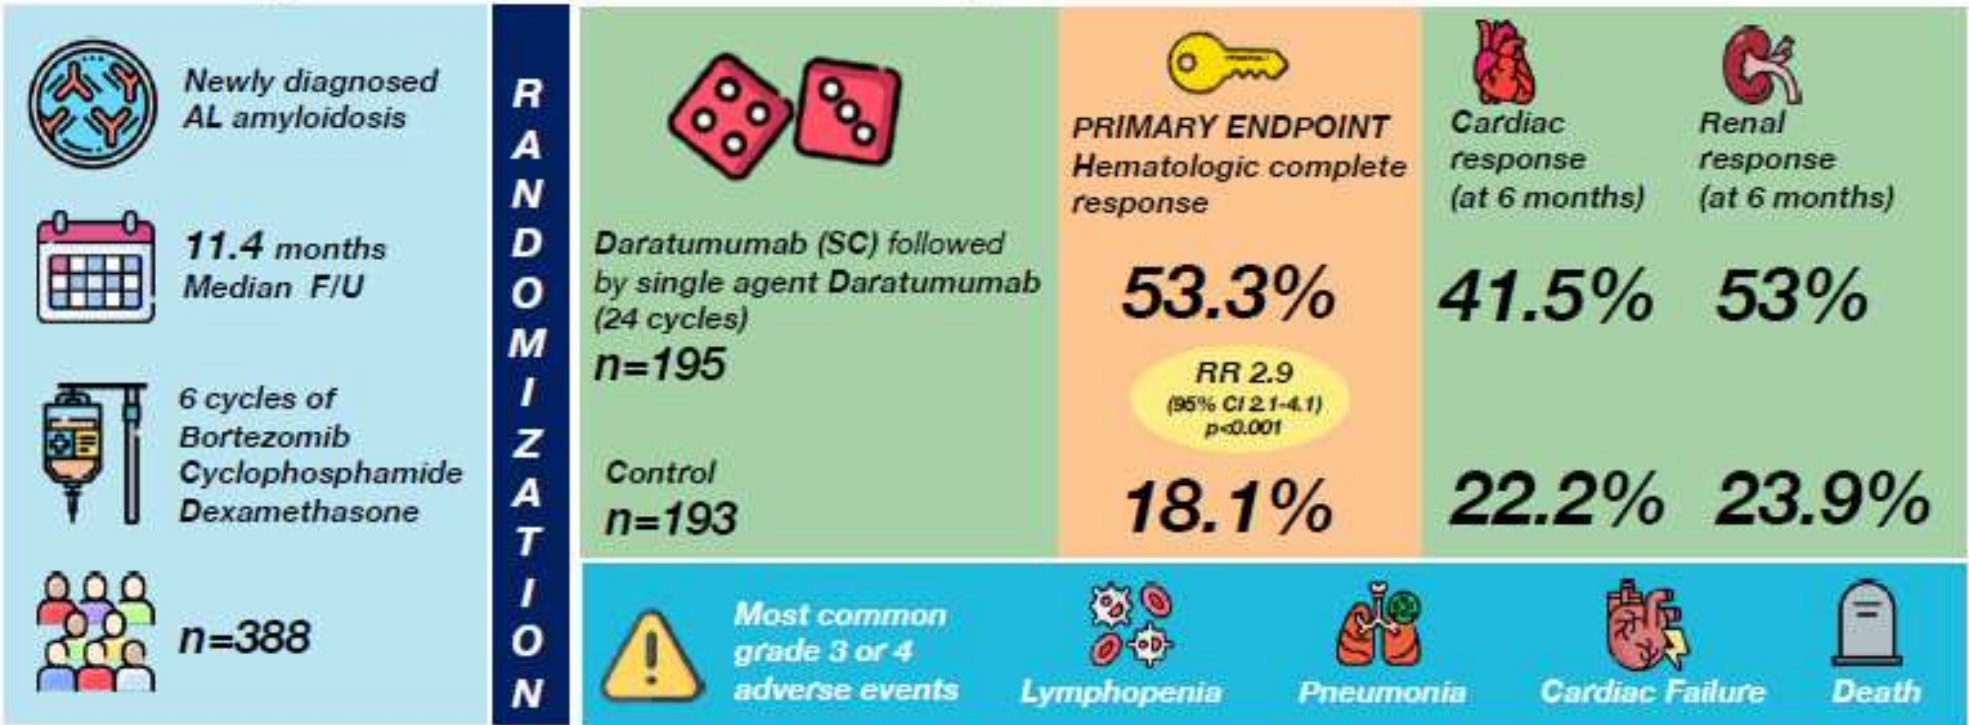 Newly diagnosed
AL amyloidosis
11.4 months
Median F/U
6 cycles of
Bortezomib
Cyclophosphamide
Dexamethasone
n=388
RANDOMIZATION
Daratumumab (SC) followed
by single agent Daratumumab
(24 cycles)
n=195
Control
n=193
PRIMARY ENDPOINT
Hematologic complete
response
53.3%
RR 2.9
(95% CI 2.1-4.1)
p<0.001
18.1%
Cardiac
response
(at 6 months)
41.5%
22.2%
Renal
response
(at 6 months)
53%
23.9%
Most common
grade 3 or 4
adverse events
Lymphopenia
Pneumonia
Cardiac Failure
Death